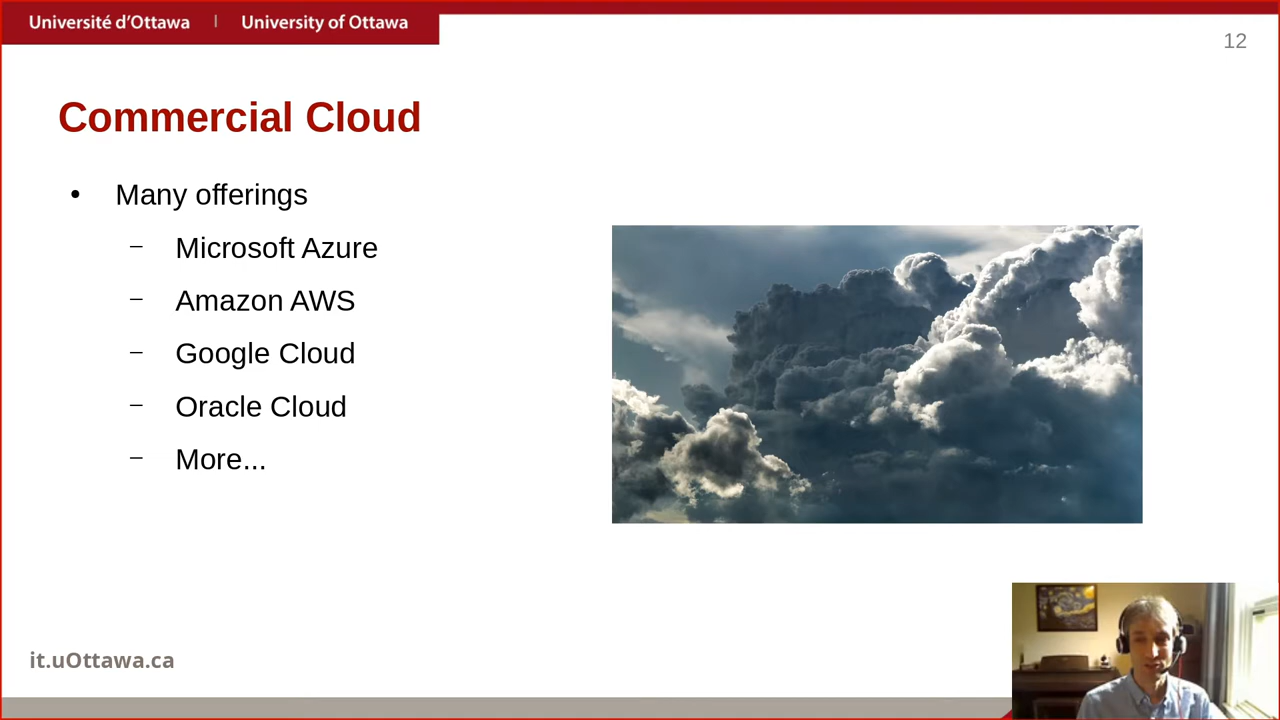 Université d'Ottawa | University of Ottawa
12
Commercial Cloud
• Many offerings
– Microsoft Azure
– Amazon AWS
– Google Cloud
– Oracle Cloud
– More...
it.uOttawa.ca